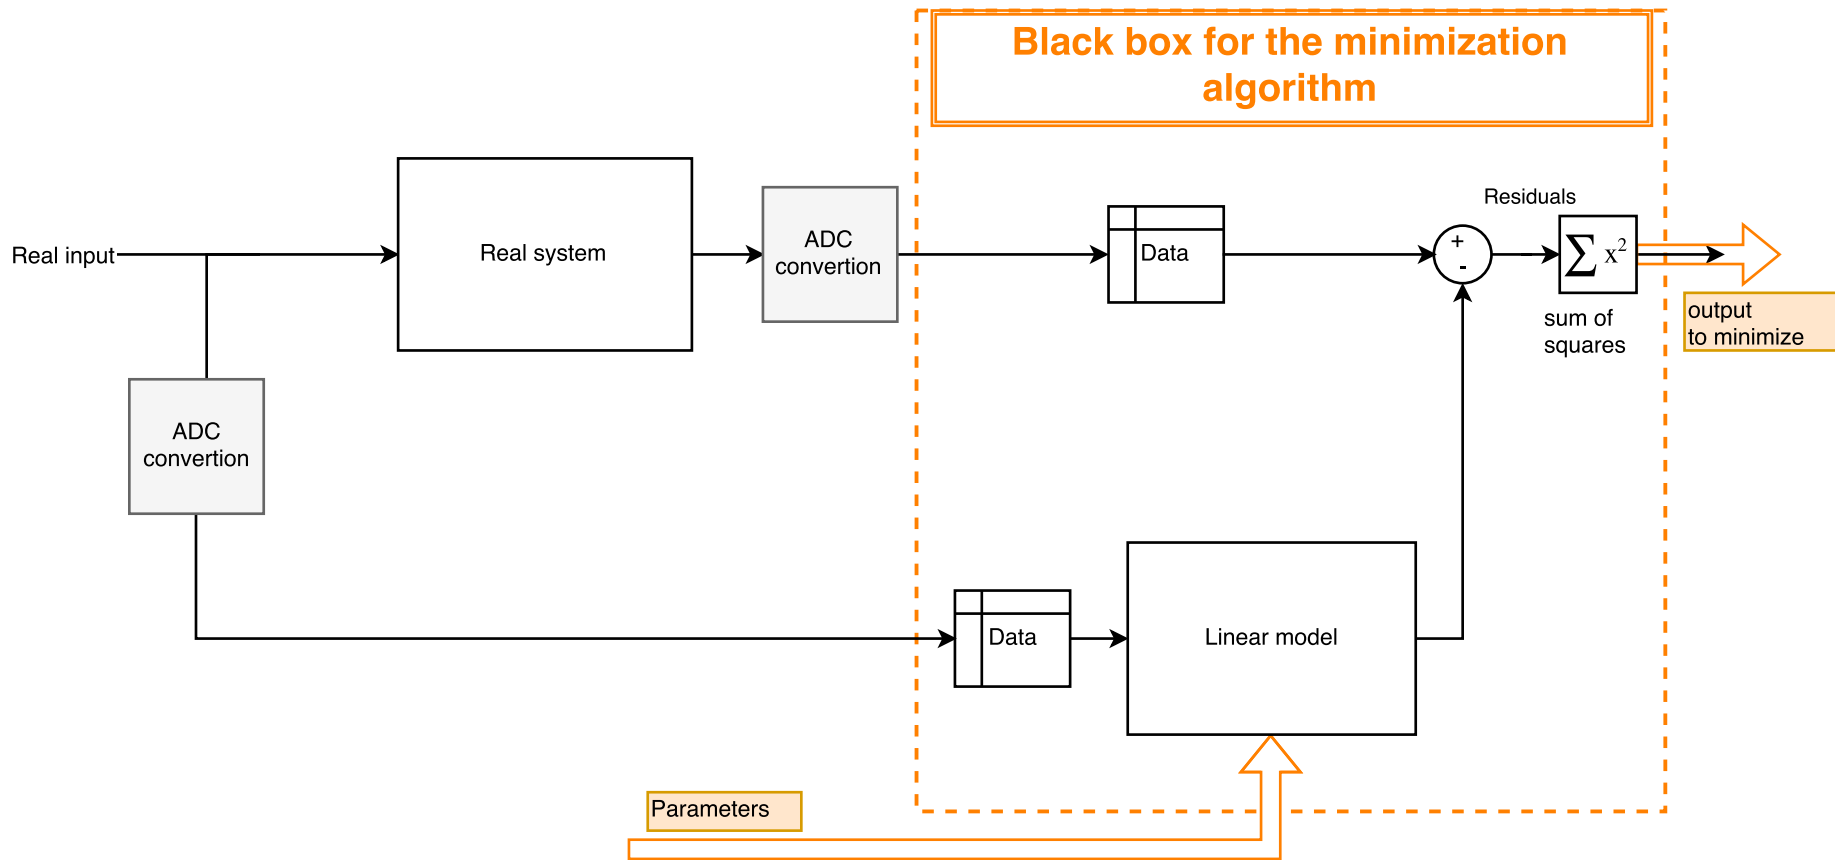 Black box for the minimization
algorithm
Residuals
Real input
Real system
ADC
convertion
Data
+
-
∑ x²
output
to minimize
sum of
squares
ADC
convertion
Data
Linear model
Parameters